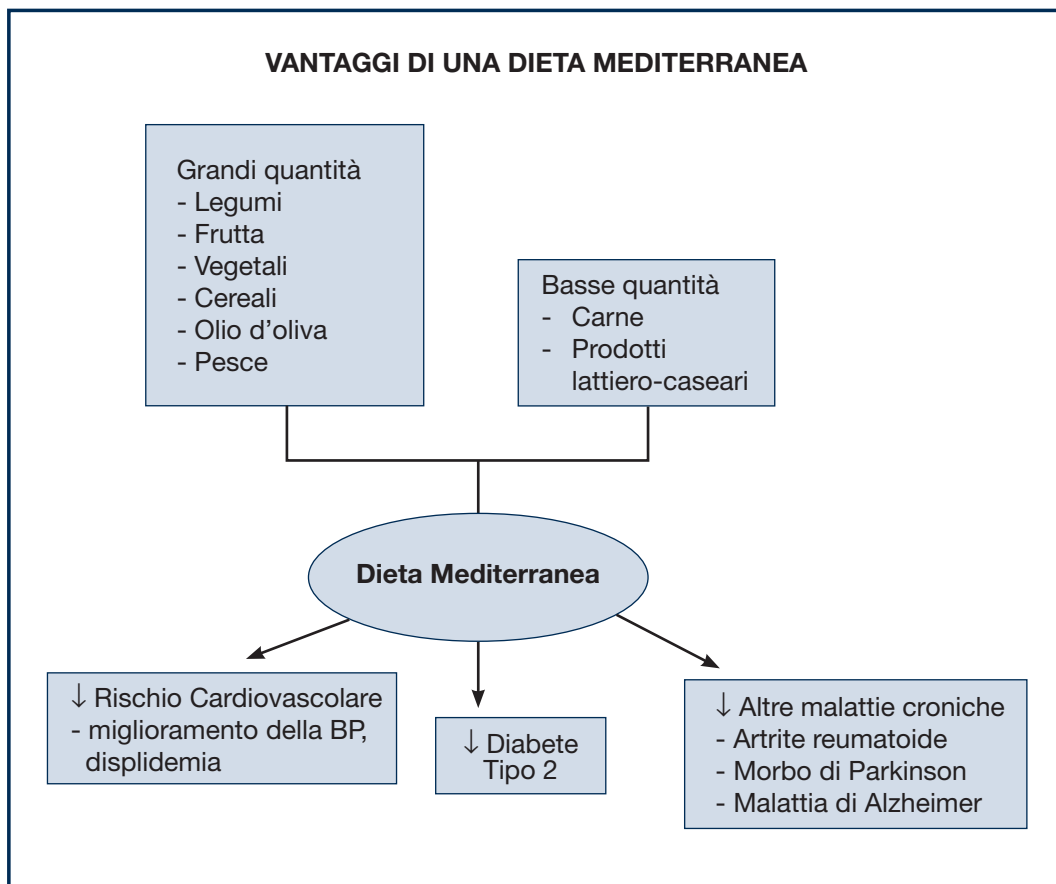 VANTAGGI DI UNA DIETA MEDITERRANEA
Grandi quantità
- Legumi
- Frutta
- Vegetali
- Cereali
- Olio d’oliva
- Pesce
Basse quantità
- Carne
- Prodotti
lattiero-caseari
Dieta Mediterranea
↓ Rischio Cardiovascolare
- miglioramento della BP,
displidemia
↓ Diabete
Tipo 2
↓ Altre malattie croniche
- Artrite reumatoide
- Morbo di Parkinson
- Malattia di Alzheimer